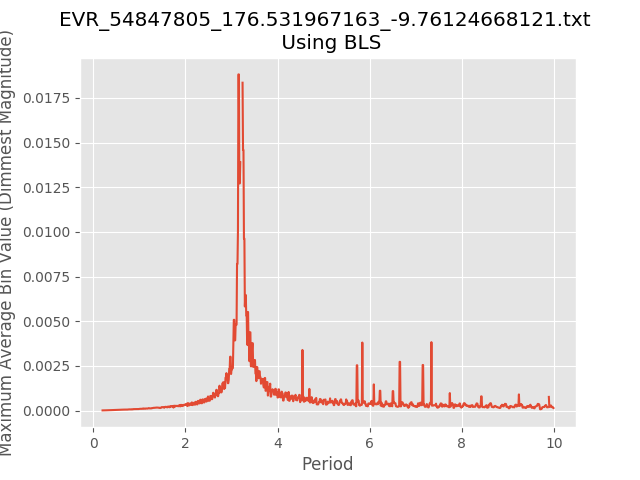 EVR_54847805_176.531967163_-9.76124668121.txt
Using BLS
Maximum Average Bin Value (Dimmest Magnitude)
0.0175
0.0150
0.0125
0.0100
0.0075
0.0050
0.0025
0.0000
0 2 4 6 8 10
Period